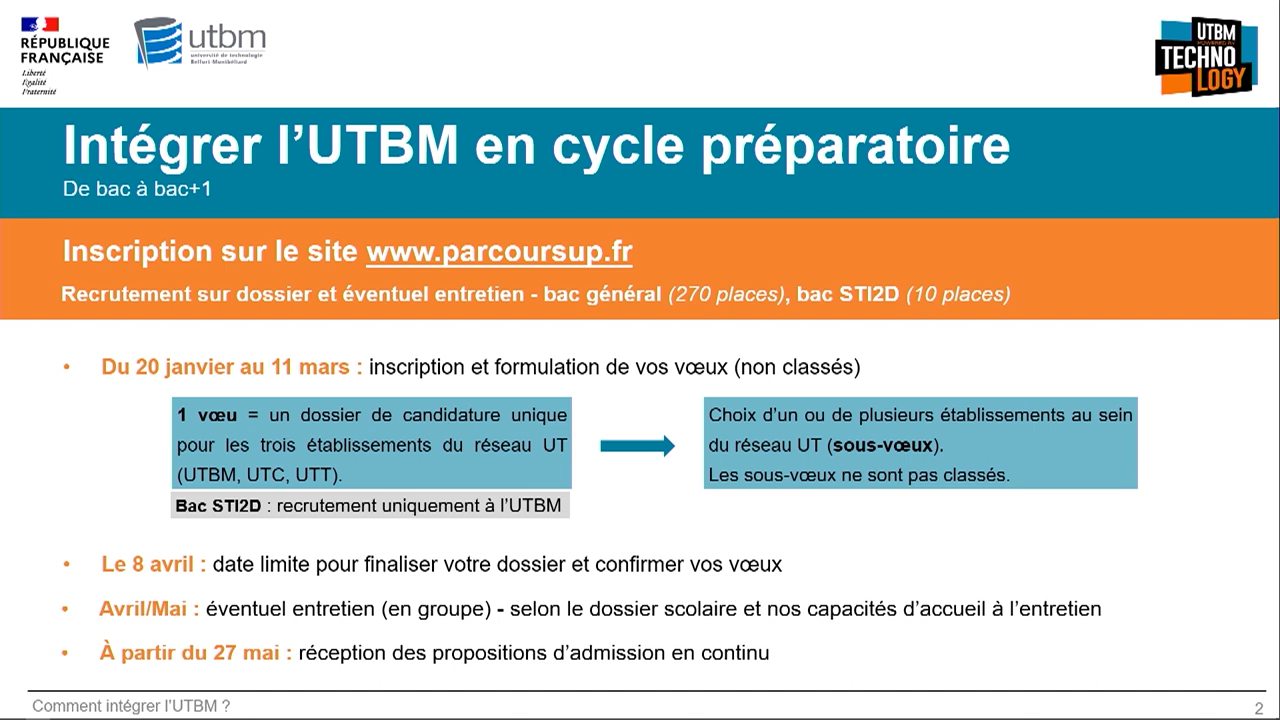 RÉPUBLIQUE
FRANÇAISE
Liberté
Égalité
Fraternité
utbm
université de technologie
Belfort-Montbéliard
UTBM
TECHNO
LOGY
Intégrer l’UTBM en cycle préparatoire
De bac à bac+1
Inscription sur le site www.parcoursup.fr
Recrutement sur dossier et éventuel entretien - bac général (270 places), bac STI2D (10 places)
• Du 20 janvier au 11 mars : inscription et formulation de vos vœux (non classés)
1 vœu = un dossier de candidature unique
pour les trois établissements du réseau UT
(UTBM, UTC, UTT).
Bac STI2D : recrutement uniquement à l’UTBM
Choix d’un ou de plusieurs établissements au sein
du réseau UT (sous-vœux).
Les sous-vœux ne sont pas classés.
• Le 8 avril : date limite pour finaliser votre dossier et confirmer vos vœux
• Avril/Mai : éventuel entretien (en groupe) - selon le dossier scolaire et nos capacités d’accueil à l’entretien
• À partir du 27 mai : réception des propositions d’admission en continu
Comment intégrer l’UTBM ?
2